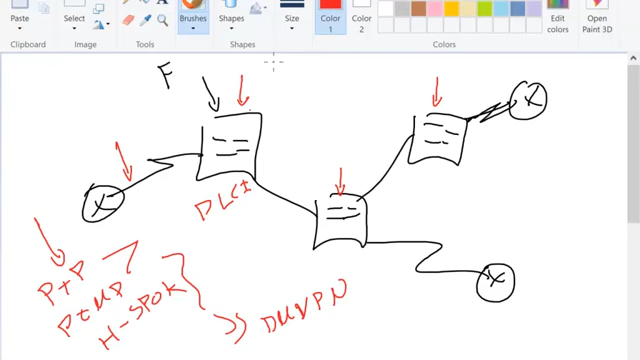 Paste
Select
Brushes
Shapes
Size
Color
1
Color
2
Edit
colors
Open
Paint 3D
Clipboard
Image
Tools
Shapes
Colors
F
X
DLCI
X
P+P
P+MP
H-SPOK
DMVPN
X